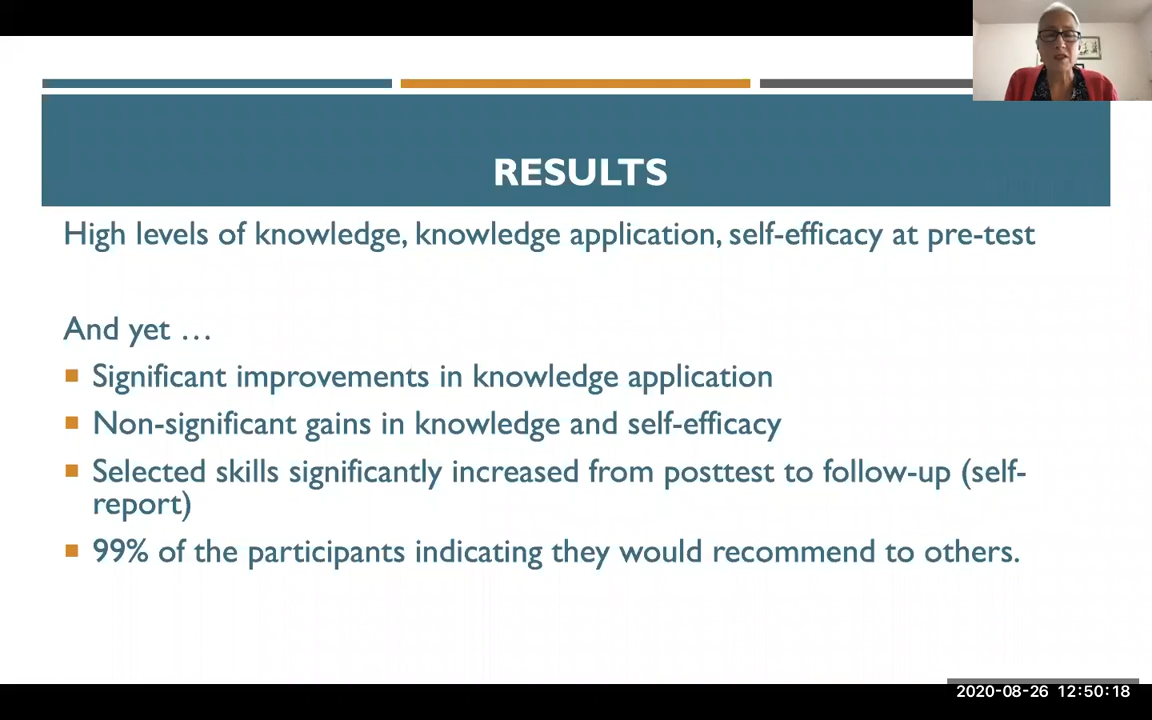 RESULTS
High levels of knowledge, knowledge application, self-efficacy at pre-test
And yet …
Significant improvements in knowledge application
Non-significant gains in knowledge and self-efficacy
Selected skills significantly increased from posttest to follow-up (self-
report)
99% of the participants indicating they would recommend to others.
2020-08-26 12:50:18